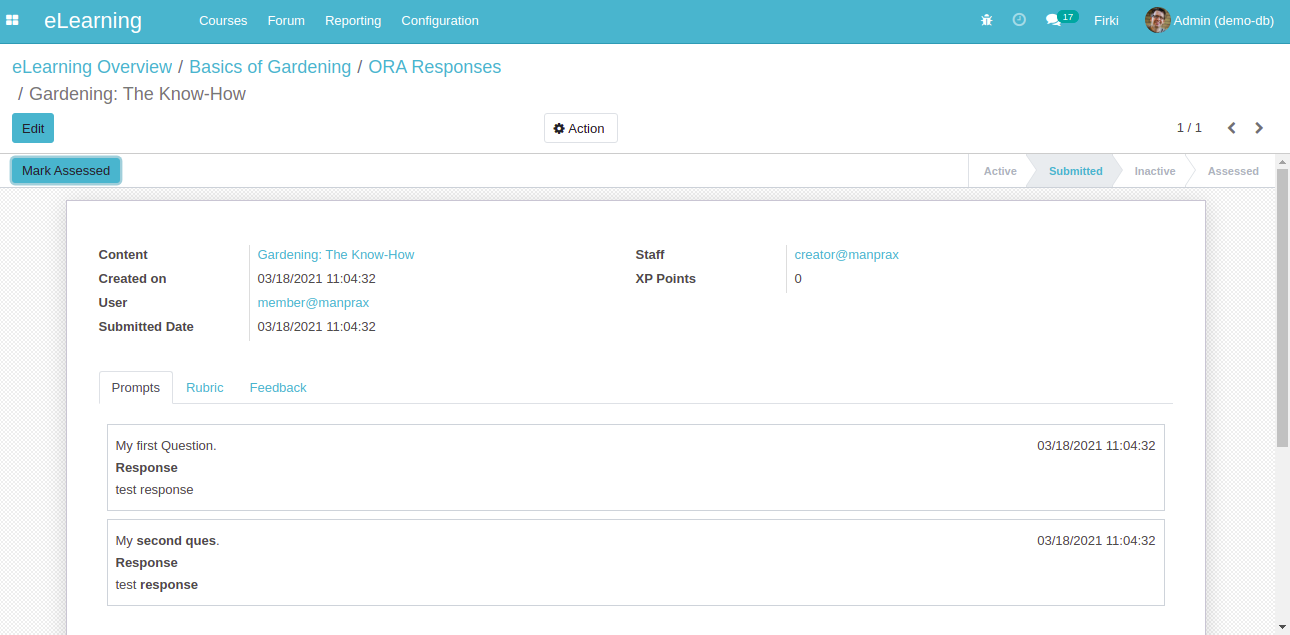 eLearning Courses Forum Reporting Configuration 17 Firki Admin (demo-db)
eLearning Overview / Basics of Gardening / ORA Responses
/ Gardening: The Know-How
Edit Action 1 / 1
Mark Assessed Active Submitted Inactive Assessed
Content Gardening: The Know-How Staff creator@manprax
Created on 03/18/2021 11:04:32 XP Points 0
User member@manprax
Submitted Date 03/18/2021 11:04:32
Prompts Rubric Feedback
My first Question. 03/18/2021 11:04:32
Response
test response
My second ques. 03/18/2021 11:04:32
Response
test response